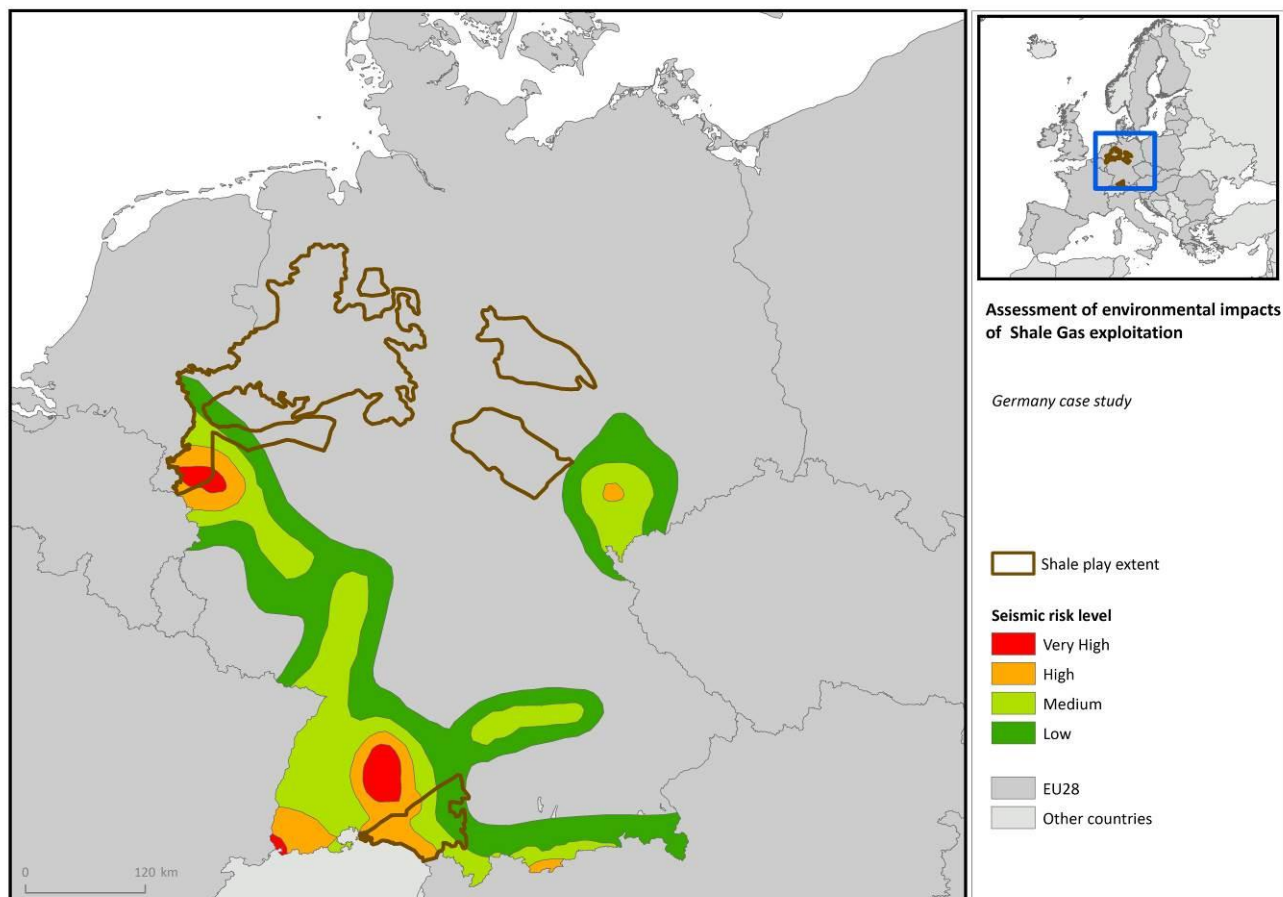 Assessment of environmental impacts
of Shale Gas exploitation
Germany case study
Shale play extent
Seismic risk level
Very High
High
Medium
Low
EU28
Other countries
0 120 km